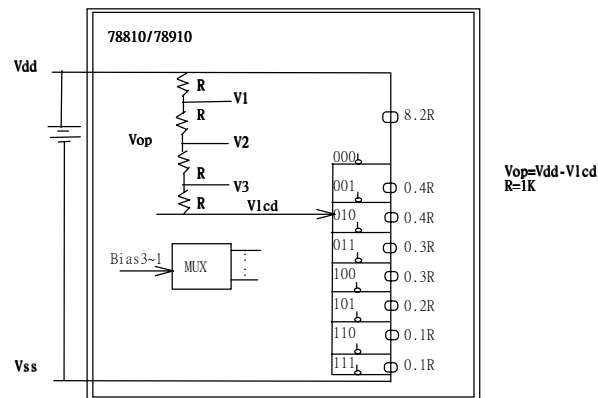 78810/78910
Vdd
R
V1
R
8.2R
Vop
V2
000
R
V3
001
0.4R
Vop=Vdd-Vlcd
R=1K
R
Vlcd
010
0.4R
011
0.3R
Bias3~1
MUX
100
0.3R
101
0.2R
110
0.1R
Vss
111
0.1R